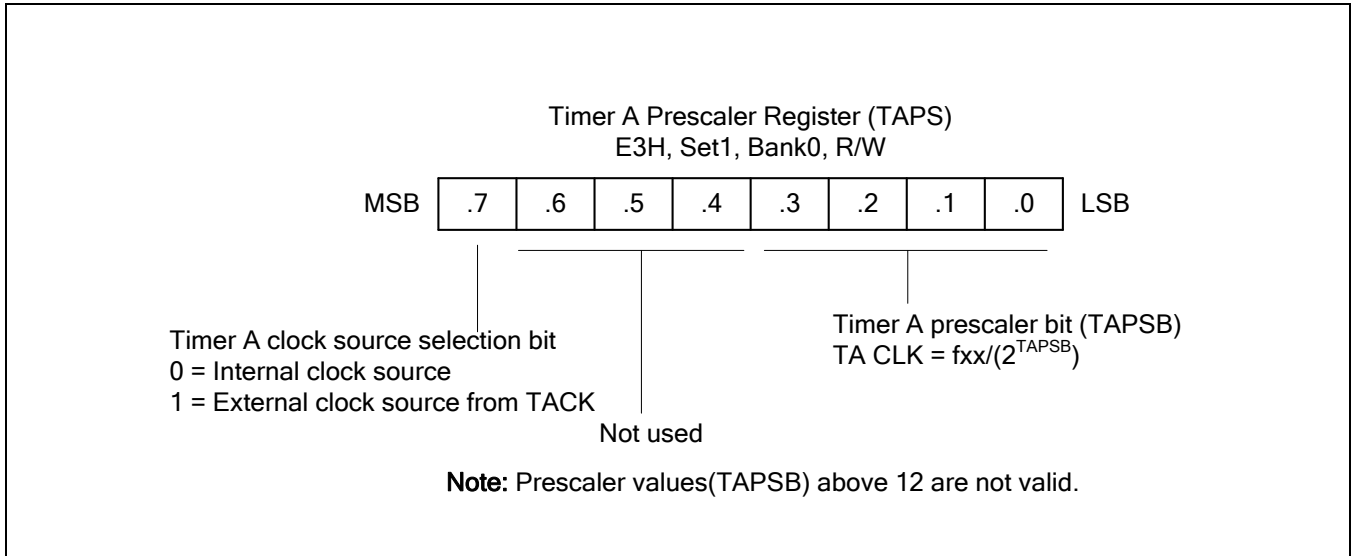 Timer A Prescaler Register (TAPS)
E3H, Set1, Bank0, R/W
MSB .7 .6 .5 .4 .3 .2 .1 .0 LSB
Timer A clock source selection bit
0 = Internal clock source
1 = External clock source from TACK
Not used
Timer A prescaler bit (TAPSB)
TA CLK = fxx/(2^TAPSB)
Note: Prescaler values(TAPSB) above 12 are not valid.